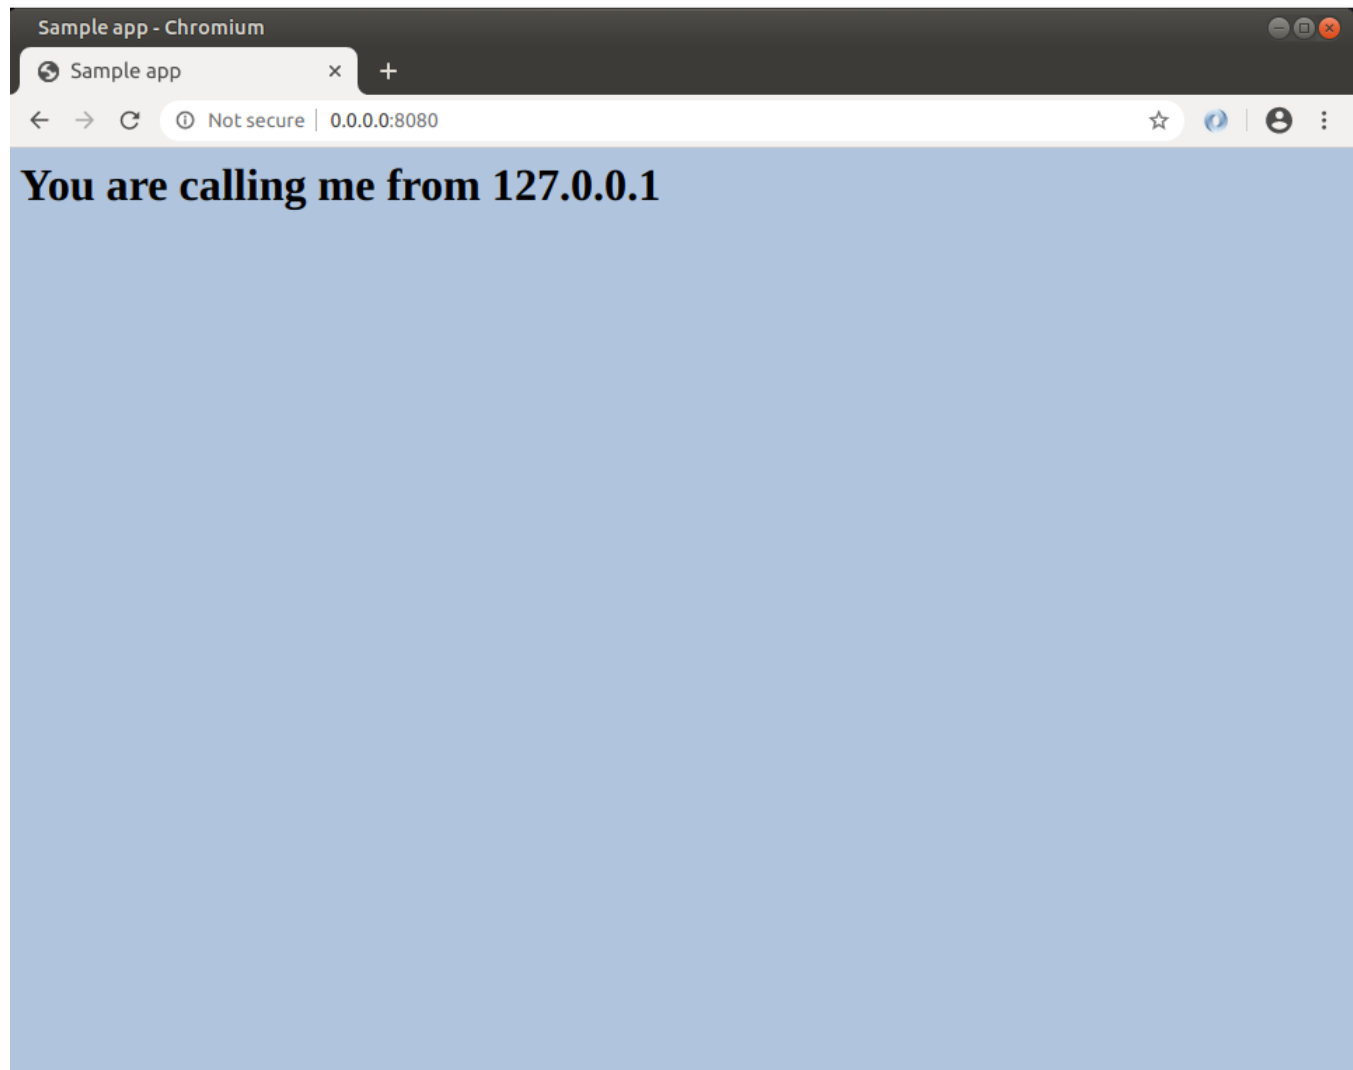 Sample app - Chromium
Sample app
Not secure 0.0.0.0:8080
You are calling me from 127.0.0.1